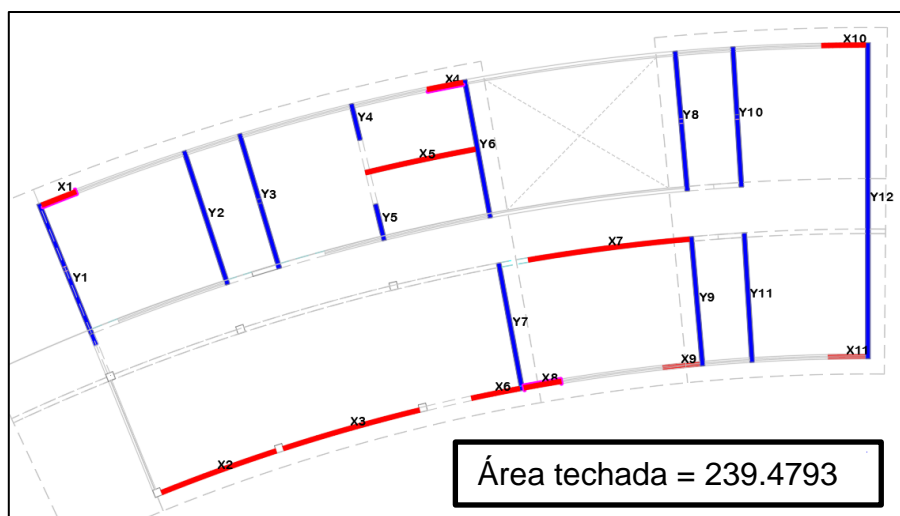 X10
X4
Y8
Y10
Y4
Y6
X5
X1
Y3
Y2
Y12
Y5
X7
Y1
Y7
Y9
Y11
X11
X9
X8
X6
X3
X2
Área techada = 239.4793